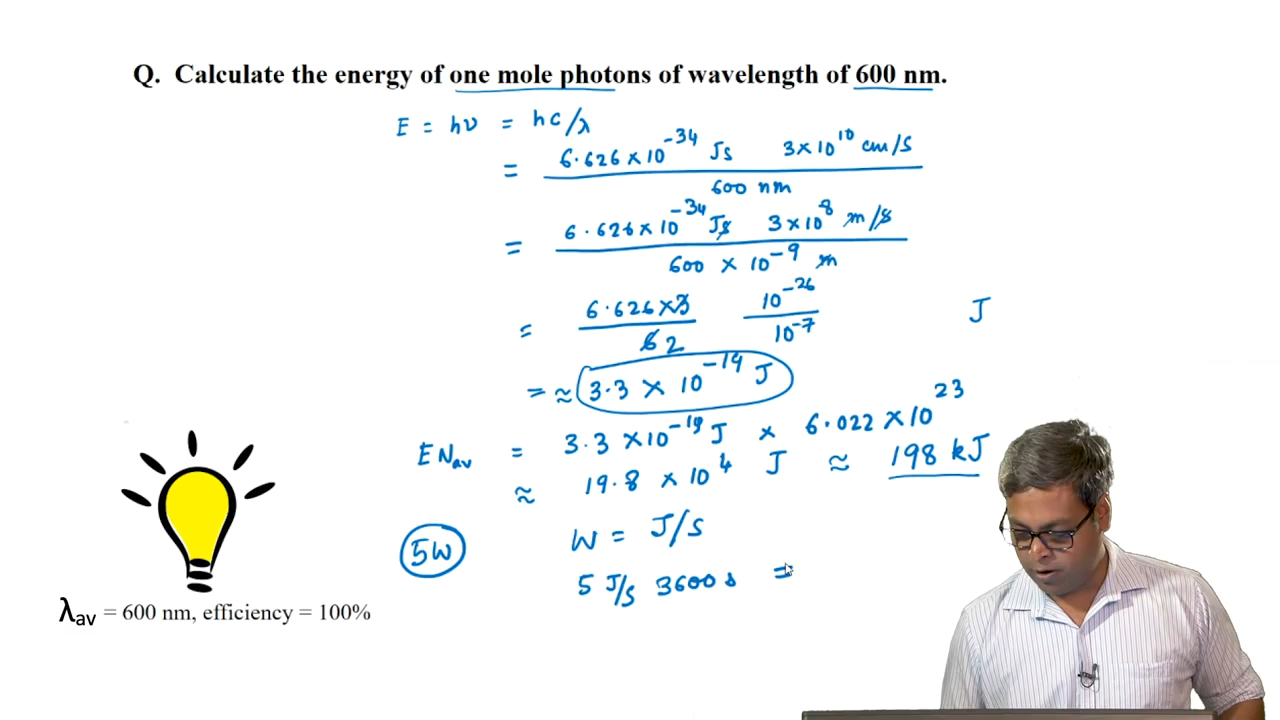 Q. Calculate the energy of one mole photons of wavelength of 600 nm.
E = hν = hc/λ
= 6.626 × 10^-34 Js 3×10^10 cm/s
600 nm
= 6.626 × 10^-34 Js 3×10^8 m/s
600 × 10^-9 m
= 6.626 ×3 10^-26 J
6 2 10^-7
= ≈ 3.3 × 10^-19 J
E Nav = 3.3 ×10^-19 J × 6.022 × 10^23
≈ 19.8 × 10^4 J ≈ 198 kJ
5W W = J/s
5 J/s 3600 s =
λav = 600 nm, efficiency = 100%